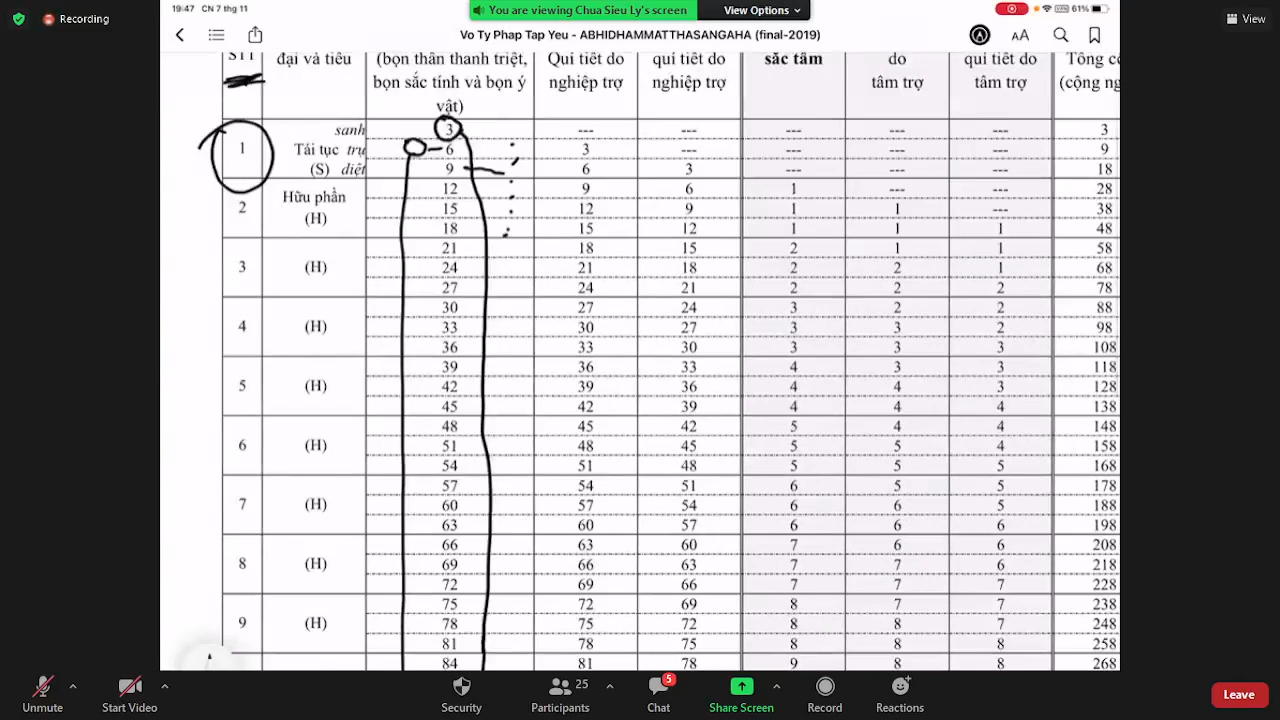 19:47 CN 7 thg 11
You are viewing Chua Sieu Ly's screen
View Options
61%
Recording
View
Vo Ty Phap Tap Yeu - ABHIDHAMMATTHASANGAHA (final-2019)
AA
STT đại và tiểu (bọn thân thanh triệt, Qui tiết do qui tiết do sắc tâm do qui tiết do Tổng c
bọn sắc tính và bọn ý nghiệp trợ nghiệp trợ tâm trợ tâm trợ (cộng ng
vật)
sanh 3 --- --- --- --- --- 3
1 Tái tục trụ 6 3 --- --- --- --- 9
(S) diệt 9 6 3 --- --- --- 18
Hữu phần 12 9 6 1 --- --- 28
2 (H) 15 12 9 1 1 --- 38
18 15 12 1 1 1 48
21 18 15 2 1 1 58
3 (H) 24 21 18 2 2 1 68
27 24 21 2 2 2 78
30 27 24 3 2 2 88
4 (H) 33 30 27 3 3 2 98
36 33 30 3 3 3 108
39 36 33 4 3 3 118
5 (H) 42 39 36 4 4 3 128
45 42 39 4 4 4 138
48 45 42 5 4 4 148
6 (H) 51 48 45 5 5 4 158
54 51 48 5 5 5 168
57 54 51 6 5 5 178
7 (H) 60 57 54 6 6 5 188
63 60 57 6 6 6 198
66 63 60 7 6 6 208
8 (H) 69 66 63 7 7 6 218
72 69 66 7 7 7 228
75 72 69 8 7 7 238
9 (H) 78 75 72 8 8 7 248
81 78 75 8 8 8 258
84 81 78 9 8 8 268
Unmute
Start Video
Security
25
Participants
5
Chat
Share Screen
Record
Reactions
Leave